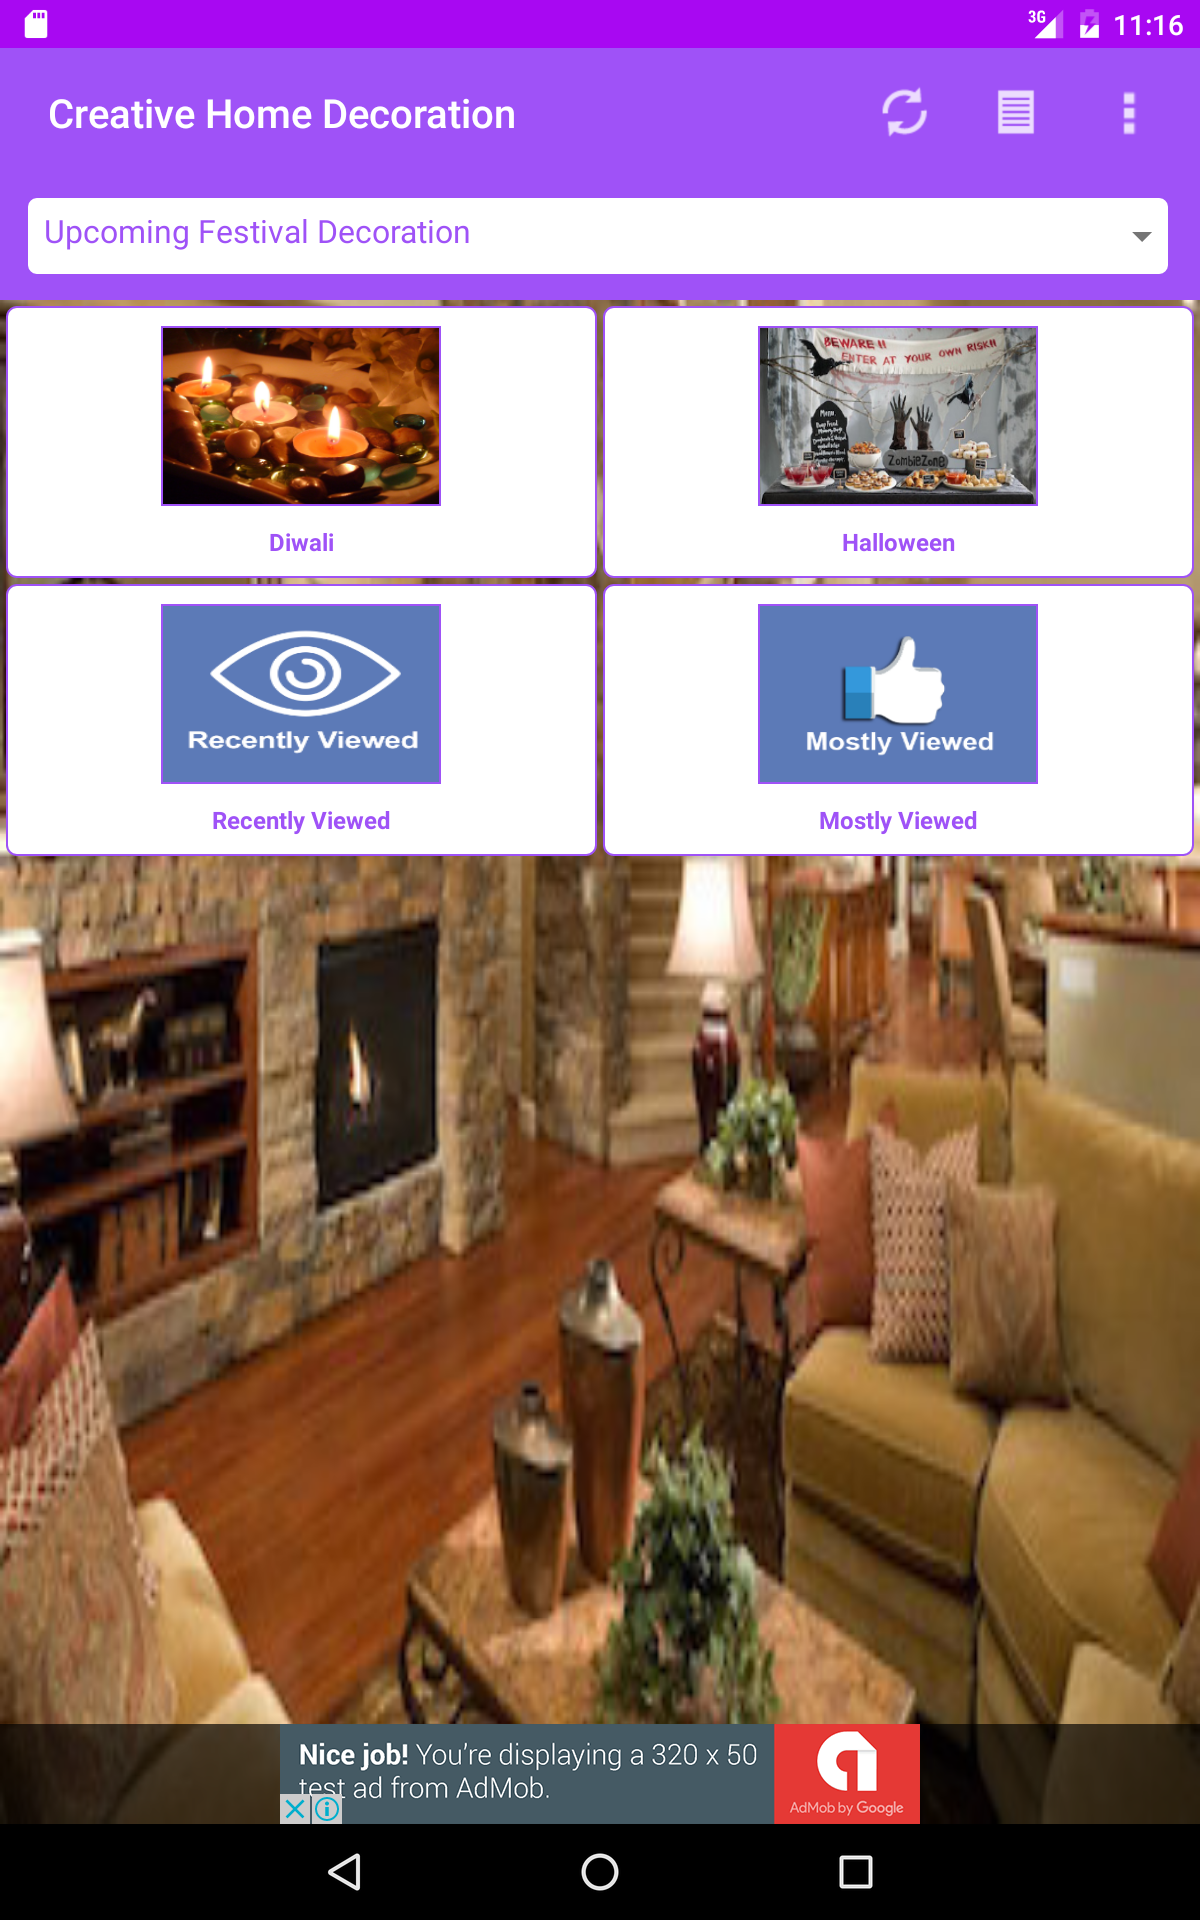 3G 11:16
Creative Home Decoration
Upcoming Festival Decoration
BEWARE !!
ENTER AT YOUR OWN RISK!!
Menu
ZombieZone
Diwali
Halloween
Recently Viewed
Mostly Viewed
Recently Viewed
Mostly Viewed
Nice job! You're displaying a 320 x 50
test ad from AdMob.
AdMob by Google